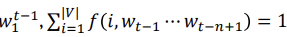 w_1^{t-1}, \sum_{i=1}^{|V|} f(i, w_{t-1} \cdots w_{t-n+1}) = 1